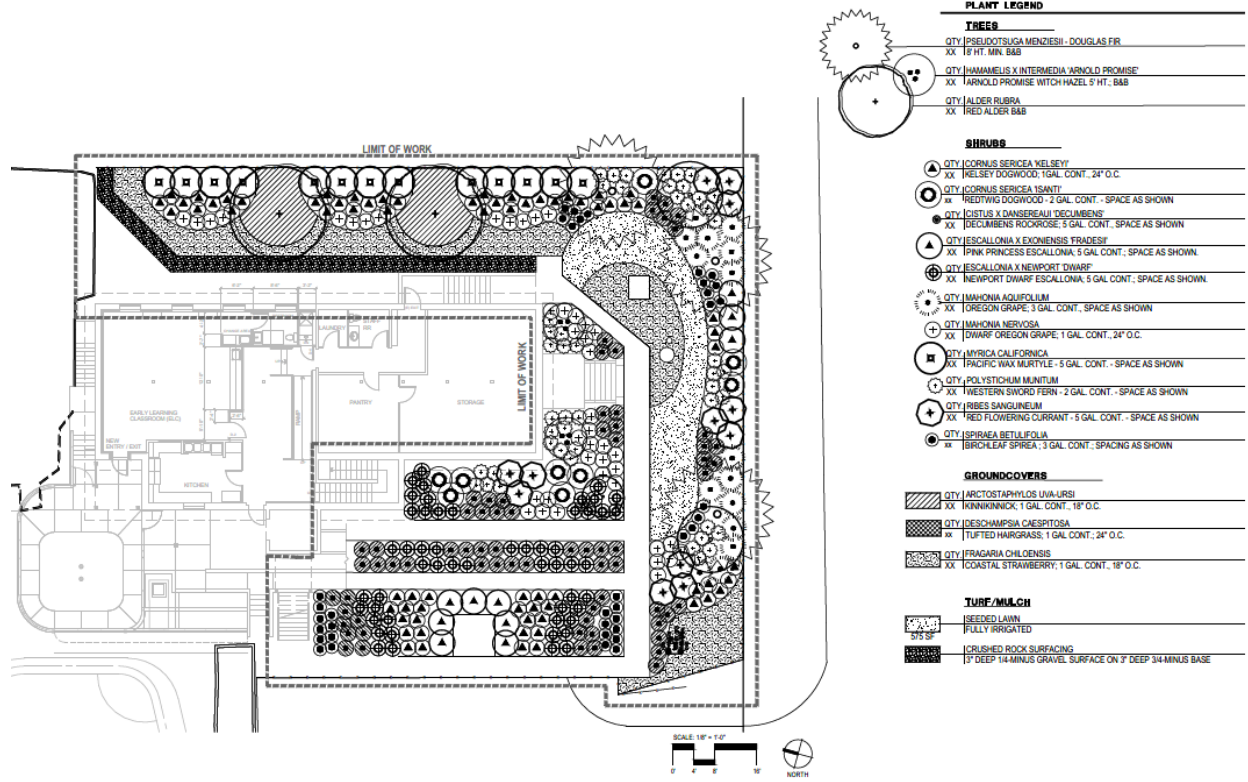 PLANT LEGEND
TREES
QTY. PSEUDOTSUGA MENZIESII - DOUGLAS FIR
XX 8' HT. MIN. B&B
QTY. HAMAMELIS X INTERMEDIA 'ARNOLD PROMISE'
XX ARNOLD PROMISE WITCH HAZEL 5' HT.; B&B
QTY. ALDER RUBRA
XX RED ALDER B&B
SHRUBS
QTY. CORNUS SERICEA 'KELSEYI'
XX KELSEY DOGWOOD; 1GAL. CONT., 24" O.C.
QTY. CORNUS SERICEA 'ISANTI'
XX REDTWIG DOGWOOD - 2 GAL. CONT. - SPACE AS SHOWN
QTY. CISTUS X DANSEREAUI 'DECUMBENS'
XX DECUMBENS ROCKROSE; 5 GAL. CONT., SPACE AS SHOWN
QTY. ESCALLONIA X EXONIENSIS 'FRADESII'
XX PINK PRINCESS ESCALLONIA; 5 GAL CONT.; SPACE AS SHOWN.
QTY. ESCALLONIA X NEWPORT 'DWARF'
XX NEWPORT DWARF ESCALLONIA; 5 GAL CONT.; SPACE AS SHOWN.
QTY. MAHONIA AQUIFOLIUM
XX OREGON GRAPE; 3 GAL. CONT., SPACE AS SHOWN
QTY. MAHONIA NERVOSA
XX DWARF OREGON GRAPE; 1 GAL. CONT., 24" O.C.
QTY. MYRICA CALIFORNICA
XX PACIFIC WAX MURTYLE - 5 GAL. CONT. - SPACE AS SHOWN
QTY. POLYSTICHUM MUNITUM
XX WESTERN SWORD FERN - 2 GAL. CONT. - SPACE AS SHOWN
QTY. RIBES SANGUINEUM
XX RED FLOWERING CURRANT - 5 GAL. CONT. - SPACE AS SHOWN
QTY. SPIRAEA BETULIFOLIA
XX BIRCHLEAF SPIREA ; 3 GAL. CONT.; SPACING AS SHOWN
GROUNDCOVERS
QTY. ARCTOSTAPHYLOS UVA-URSI
XX KINNIKINNICK; 1 GAL. CONT., 18" O.C.
QTY. DESCHAMPSIA CAESPITOSA
XX TUFTED HAIRGRASS; 1 GAL CONT.; 24" O.C.
QTY. FRAGARIA CHILOENSIS
XX COASTAL STRAWBERRY; 1 GAL. CONT., 18" O.C.
TURF/MULCH
SEEDED LAWN
FULLY IRRIGATED
575 SF
CRUSHED ROCK SURFACING
3" DEEP 1/4-MINUS GRAVEL SURFACE ON 3" DEEP 3/4-MINUS BASE
LIMIT OF WORK
LAUNDRY
RR
LIMIT OF WORK
PANTRY
STORAGE
RAMP
EARLY LEARNING
CLASSROOM (ELC)
NEW
ENTRY / EXIT
KITCHEN
SCALE: 1/8" = 1'-0"
0' 4' 8' 16'
NORTH